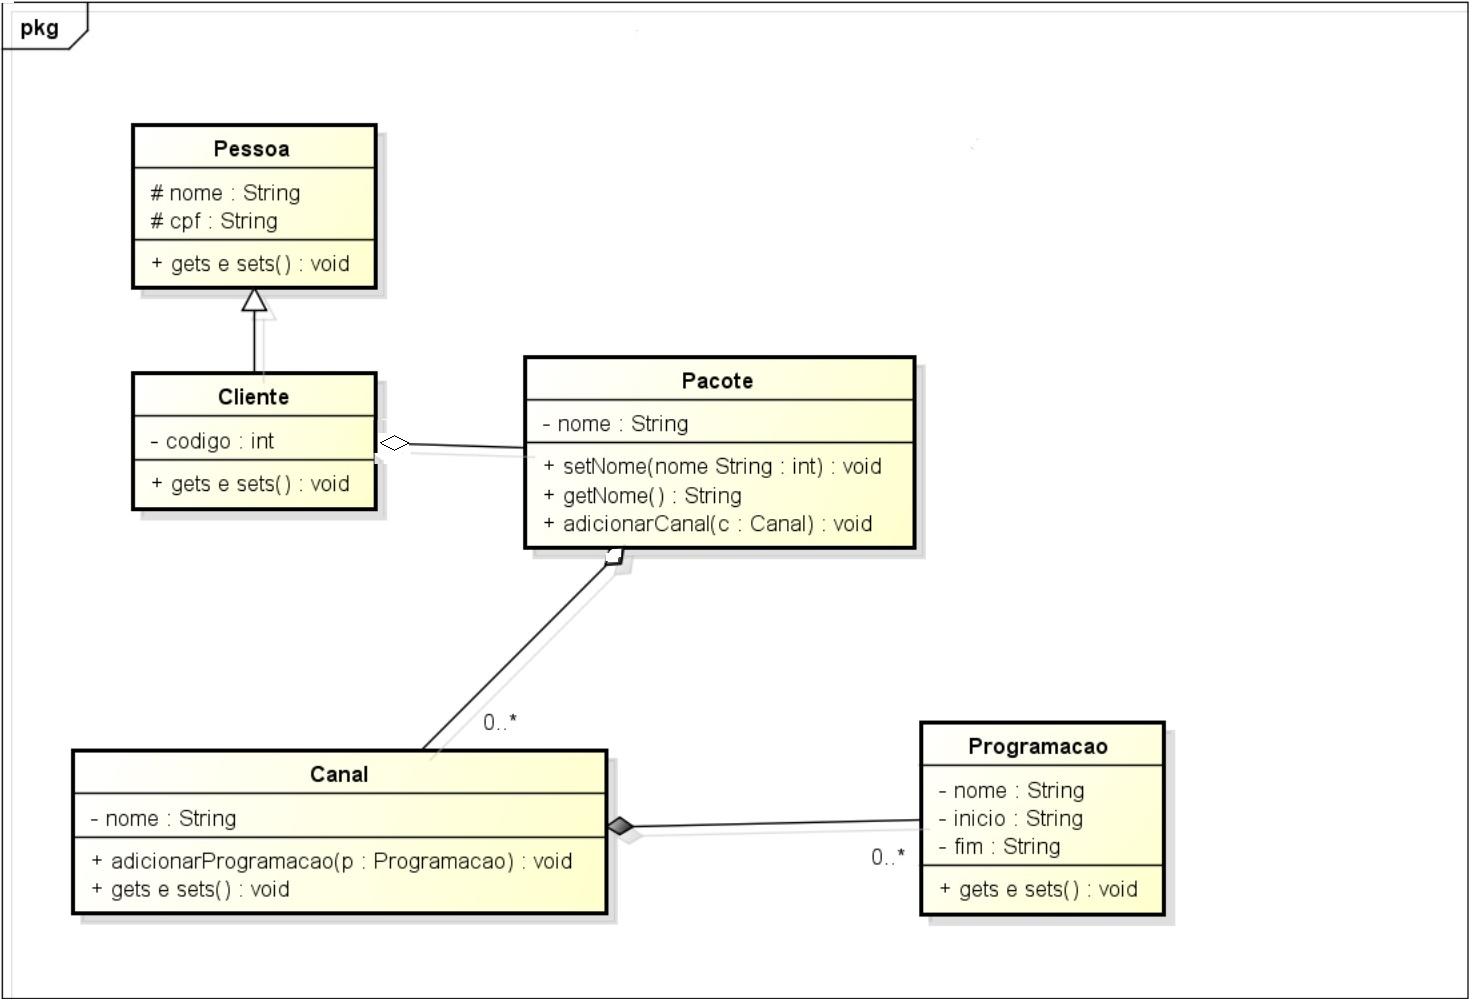 pkg
Pessoa
# nome : String
# cpf : String
+ gets e sets() : void
Cliente
- codigo : int
+ gets e sets() : void
Pacote
- nome : String
+ setNome(nome String : int) : void
+ getNome() : String
+ adicionarCanal(c : Canal) : void
0..*
Canal
- nome : String
+ adicionarProgramacao(p : Programacao) : void
+ gets e sets() : void
0..*
Programacao
- nome : String
- inicio : String
- fim : String
+ gets e sets() : void